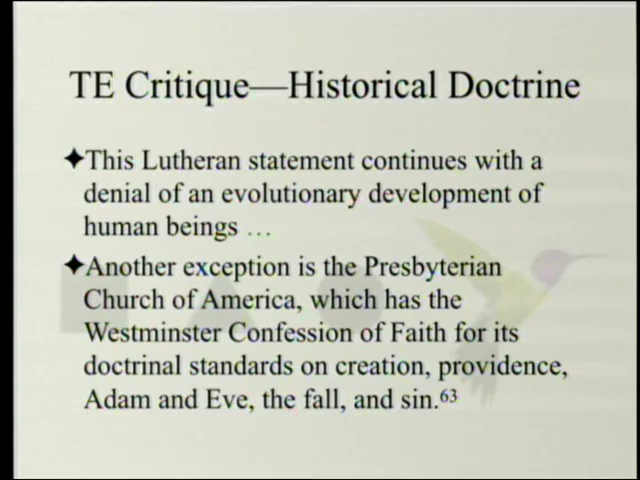 TE Critique—Historical Doctrine
✦This Lutheran statement continues with a
denial of an evolutionary development of
human beings …
✦Another exception is the Presbyterian
Church of America, which has the
Westminster Confession of Faith for its
doctrinal standards on creation, providence,
Adam and Eve, the fall, and sin.63